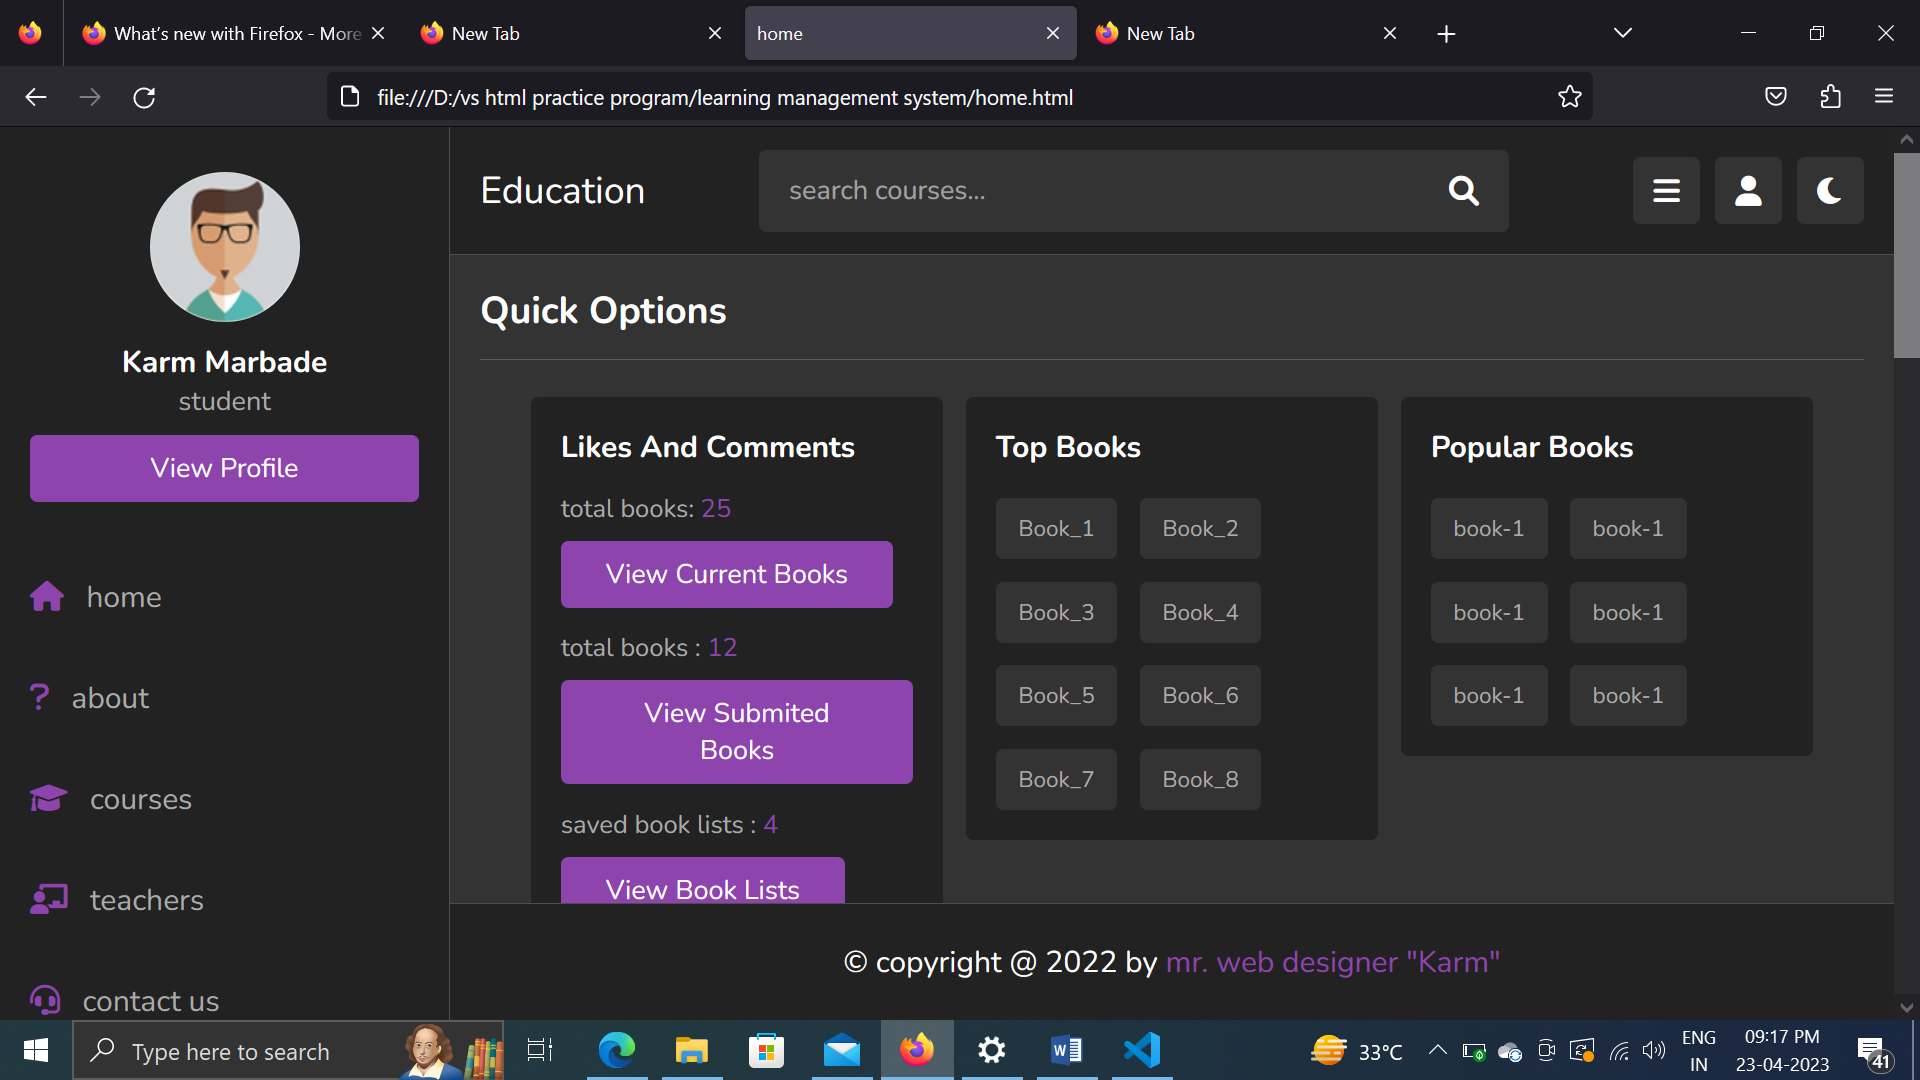 What's new with Firefox - More
New Tab
home
New Tab
file:///D:/vs html practice program/learning management system/home.html
Karm Marbade
student
View Profile
home
about
courses
teachers
contact us
Education
search courses...
Quick Options
Likes And Comments
total books: 25
View Current Books
total books : 12
View Submited
Books
saved book lists : 4
View Book Lists
Top Books
Book_1 Book_2
Book_3 Book_4
Book_5 Book_6
Book_7 Book_8
Popular Books
book-1 book-1
book-1 book-1
book-1 book-1
© copyright @ 2022 by mr. web designer "Karm"
Type here to search
33°C
ENG
IN
09:17 PM
23-04-2023
41